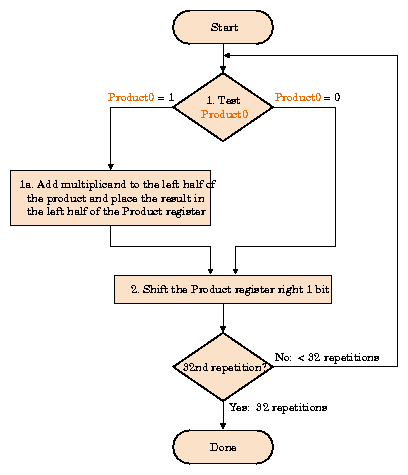 Start
Product0 = 1
1. Test
Product0
Product0 = 0
1a. Add multiplicand to the left half of
the product and place the result in
the left half of the Product register
2. Shift the Product register right 1 bit
32nd repetition?
No: < 32 repetitions
Yes: 32 repetitions
Done